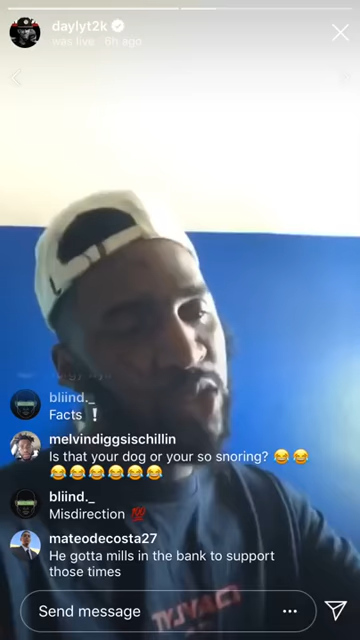 daylyt2k
was live 6h ago
bliind._
Facts ❕
melvindiggsischillin
Is that your dog or your so snoring? 😂😂
😂😂😂😂😂😂
bliind._
Misdirection 💯
mateodecosta27
He gotta mills in the bank to support
those times
Send message